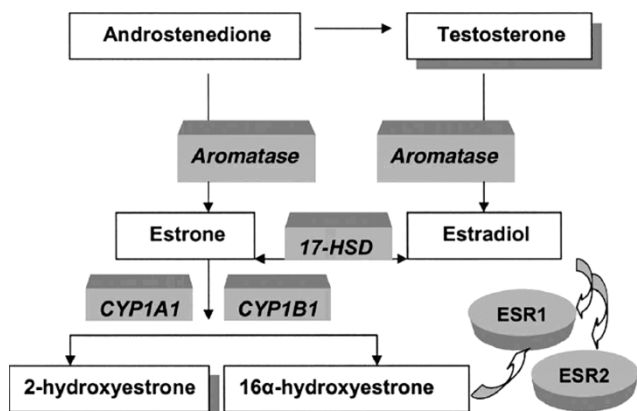 Androstenedione
Testosterone
Aromatase
Aromatase
Estrone
17-HSD
Estradiol
CYP1A1
CYP1B1
ESR1
ESR2
2-hydroxyestrone
16α-hydroxyestrone